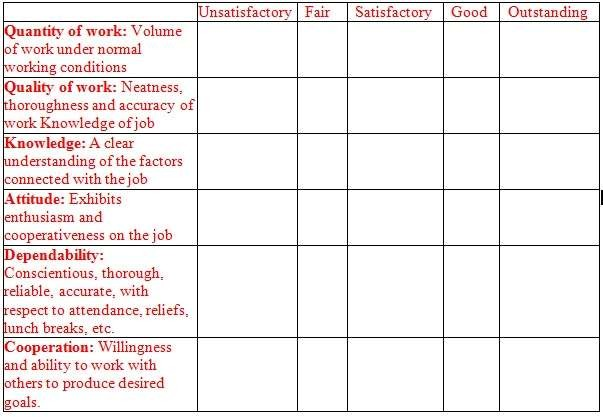 Unsatisfactory Fair Satisfactory Good Outstanding
Quantity of work: Volume
of work under normal
working conditions
Quality of work: Neatness,
thoroughness and accuracy of
work Knowledge of job
Knowledge: A clear
understanding of the factors
connected with the job
Attitude: Exhibits
enthusiasm and
cooperativeness on the job
Dependability:
Conscientious, thorough,
reliable, accurate, with
respect to attendance, reliefs,
lunch breaks, etc.
Cooperation: Willingness
and ability to work with
others to produce desired
goals.